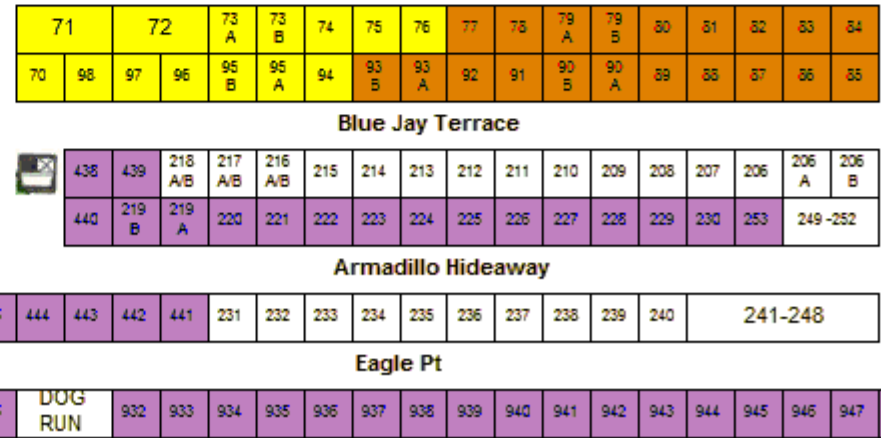 71 72 73 A 73 B 74 75 76 77 78 79 A 79 B 80 81 82 83 84
70 98 97 96 95 B 95 A 94 93 B 93 A 92 91 90 B 90 A 89 88 87 86 85
Blue Jay Terrace
438 439 218 A/B 217 A/B 216 A/B 215 214 213 212 211 210 209 208 207 206 206 A 206 B
440 219 B 219 A 220 221 222 223 224 225 226 227 228 229 230 253 249 -252
Armadillo Hideaway
444 443 442 441 231 232 233 234 235 236 237 238 239 240 241-248
Eagle Pt
DOG RUN 932 933 934 935 936 937 938 939 940 941 942 943 944 945 946 947